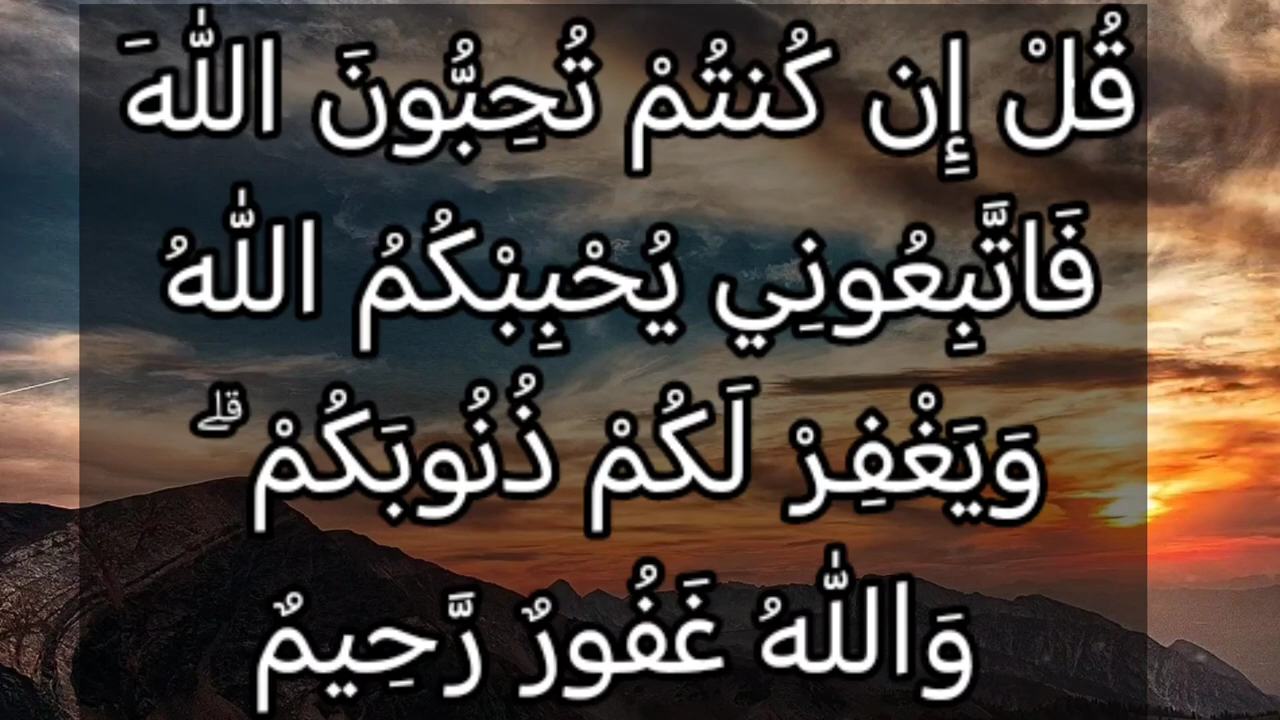 قُلْ إِن كُنتُمْ تُحِبُّونَ اللَّهَ
فَاتَّبِعُونِي يُحْبِبْكُمُ اللَّهُ
وَيَغْفِرْ لَكُمْ ذُنُوبَكُمْ ۗ
وَاللَّهُ غَفُورٌ رَّحِيمٌ